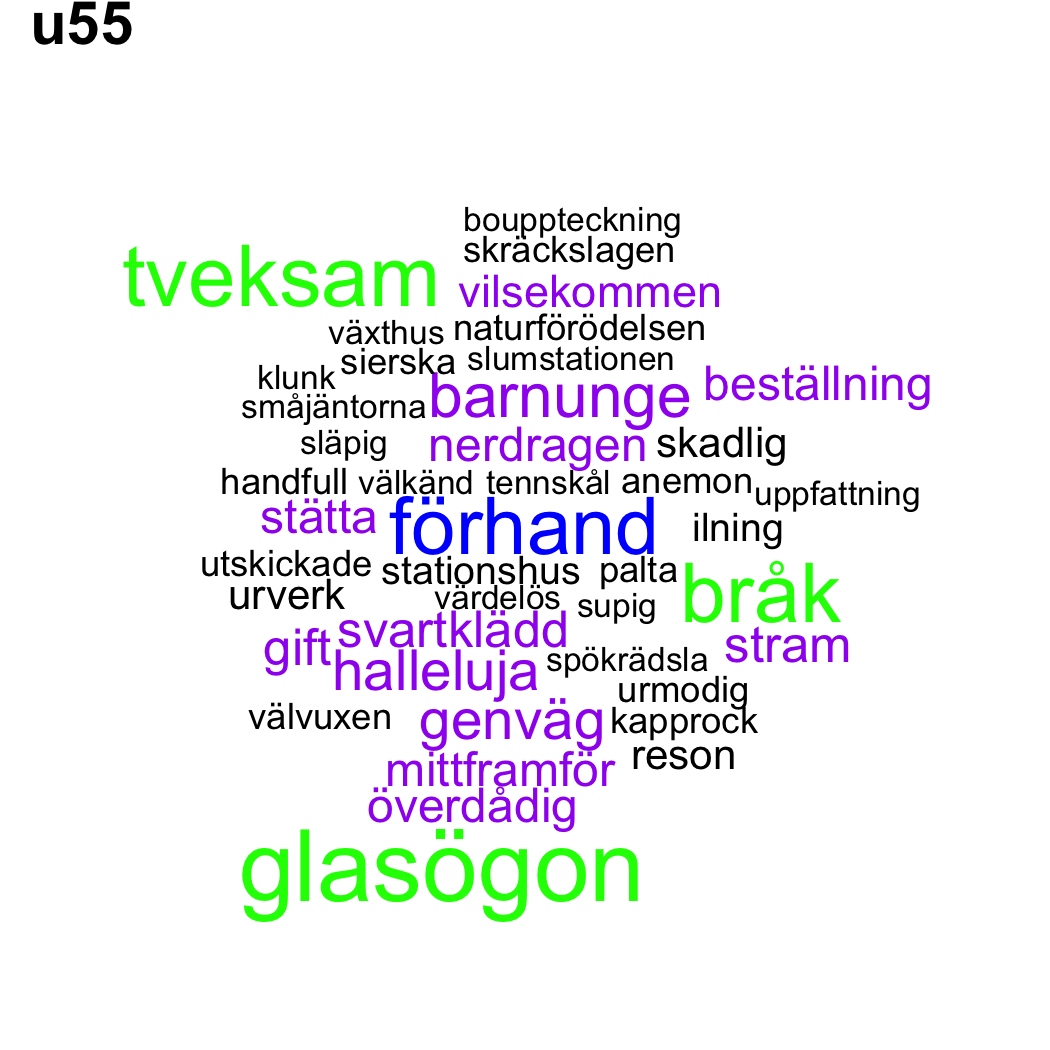 u55
bouppteckning
skräckslagen
tveksam
vilsekommen
växthus naturförödelsen
sierska slumstationen
klunk
barnunge beställning
småjäntorna
släpig nerdragen skadlig
handfull välkänd tennskål anemon uppfattning
stätta förhand ilning
utskickade stationshus palta bråk
urverk värdelös supig
gift svartklädd stram
halleluja spökrädsla
urmodig
välvuxen genväg kapprock
mittframför reson
överdådig
glasögon